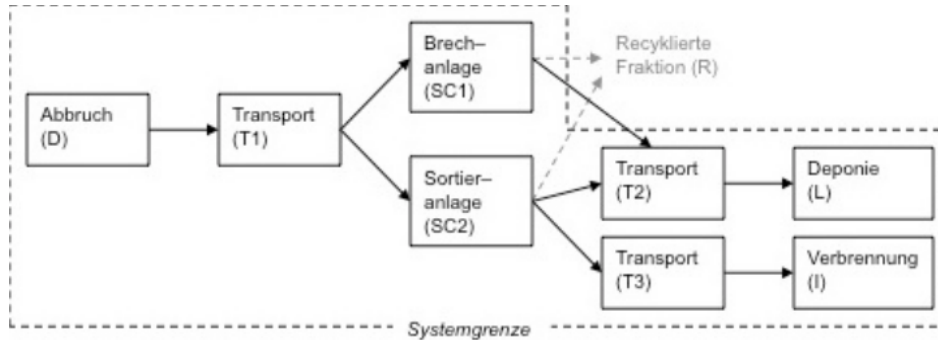 Brech–
anlage
(SC1)
Recyklierte
Fraktion (R)
Abbruch
(D)
Transport
(T1)
Sortier–
anlage
(SC2)
Transport
(T2)
Deponie
(L)
Transport
(T3)
Verbrennung
(I)
Systemgrenze